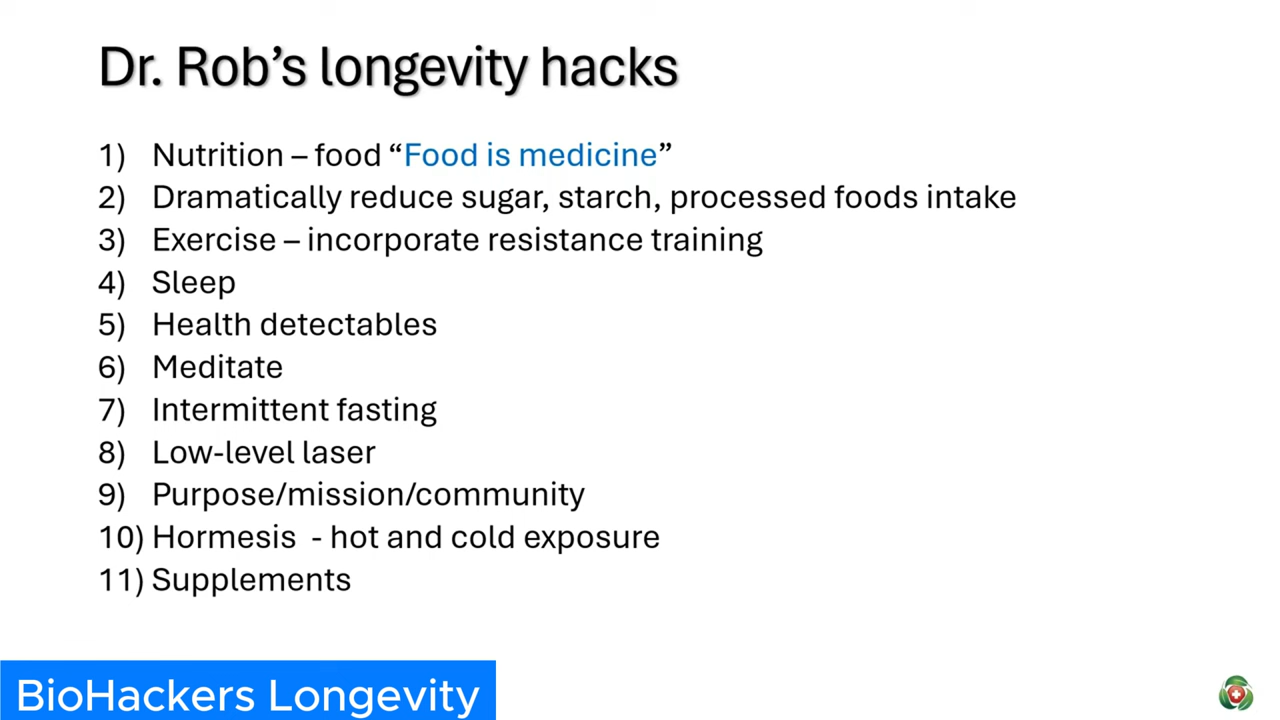 Dr. Rob’s longevity hacks
1) Nutrition – food “Food is medicine”
2) Dramatically reduce sugar, starch, processed foods intake
3) Exercise – incorporate resistance training
4) Sleep
5) Health detectables
6) Meditate
7) Intermittent fasting
8) Low-level laser
9) Purpose/mission/community
10) Hormesis  - hot and cold exposure
11) Supplements
BioHackers Longevity